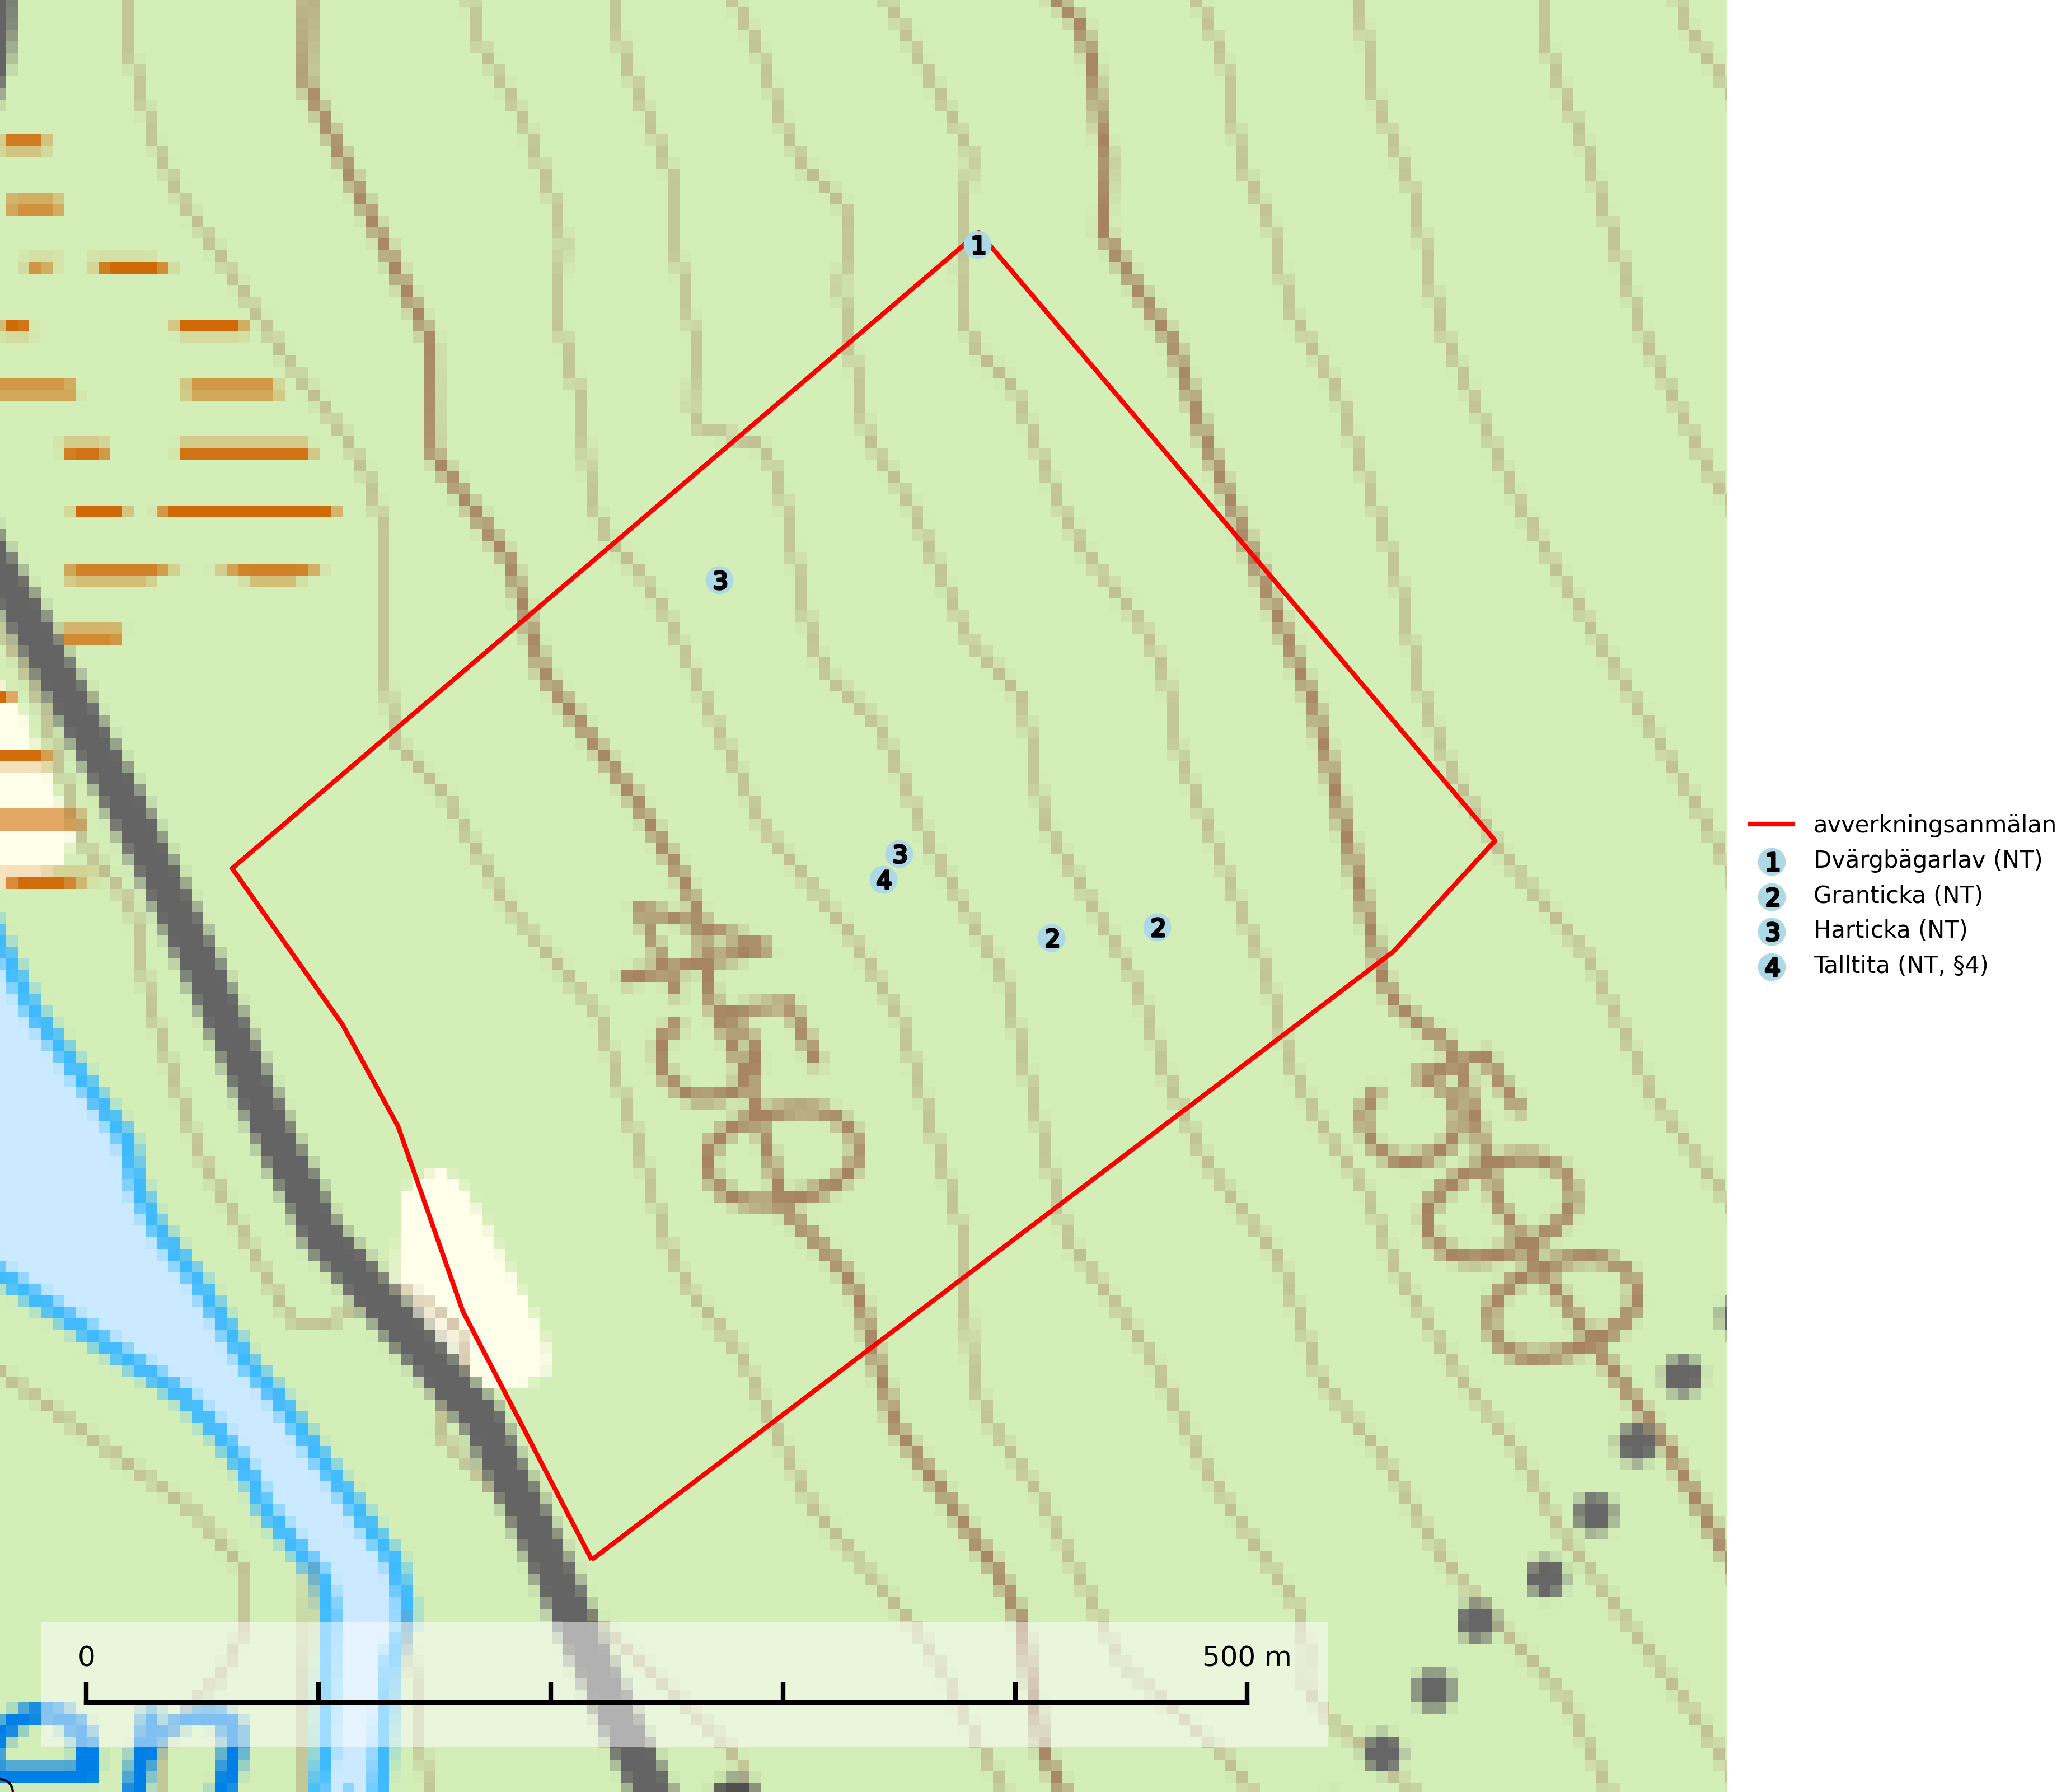 1
3
3
4
2
2
450
500
0
500 m
avverkningsanmälan
1 Dvärgbägarlav (NT)
2 Granticka (NT)
3 Harticka (NT)
4 Talltita (NT, §4)